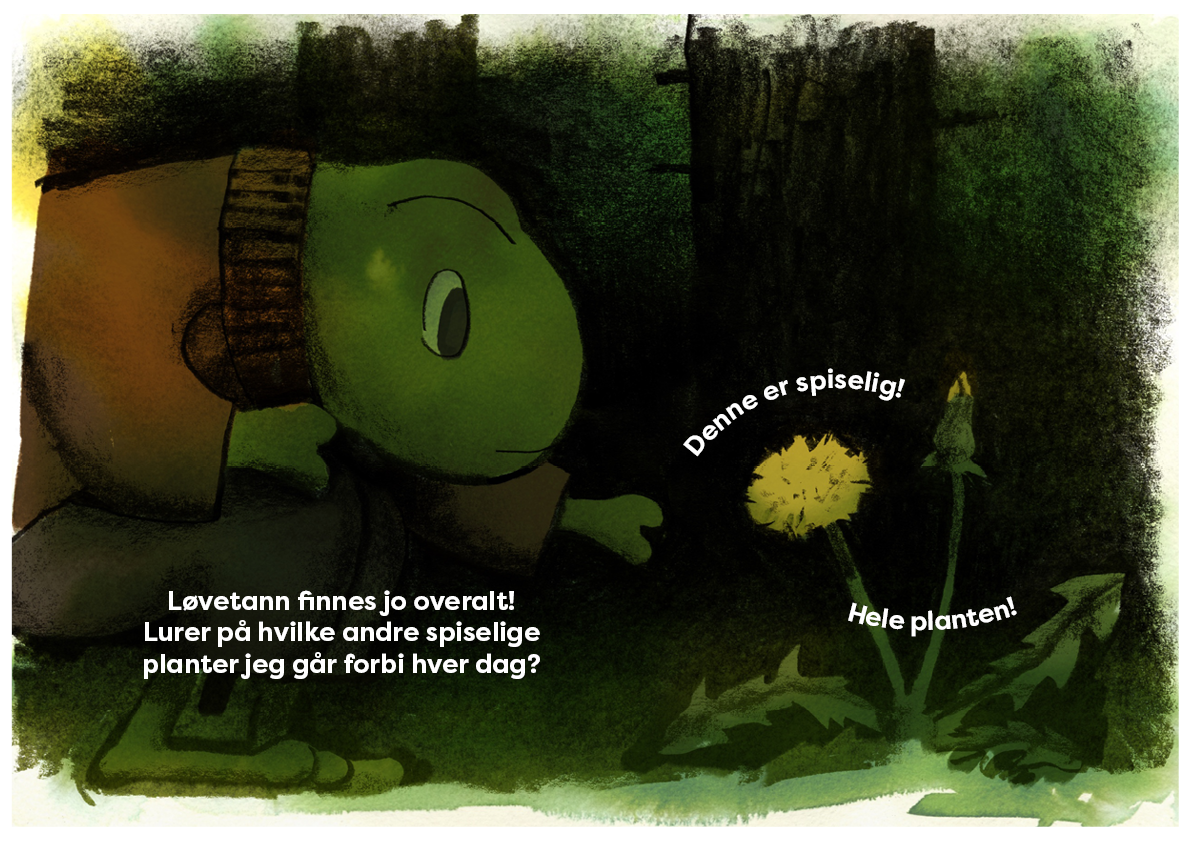 Denne er spiselig!
Hele planten!
Løvetann finnes jo overalt!
Lurer på hvilke andre spiselige
planter jeg går forbi hver dag?